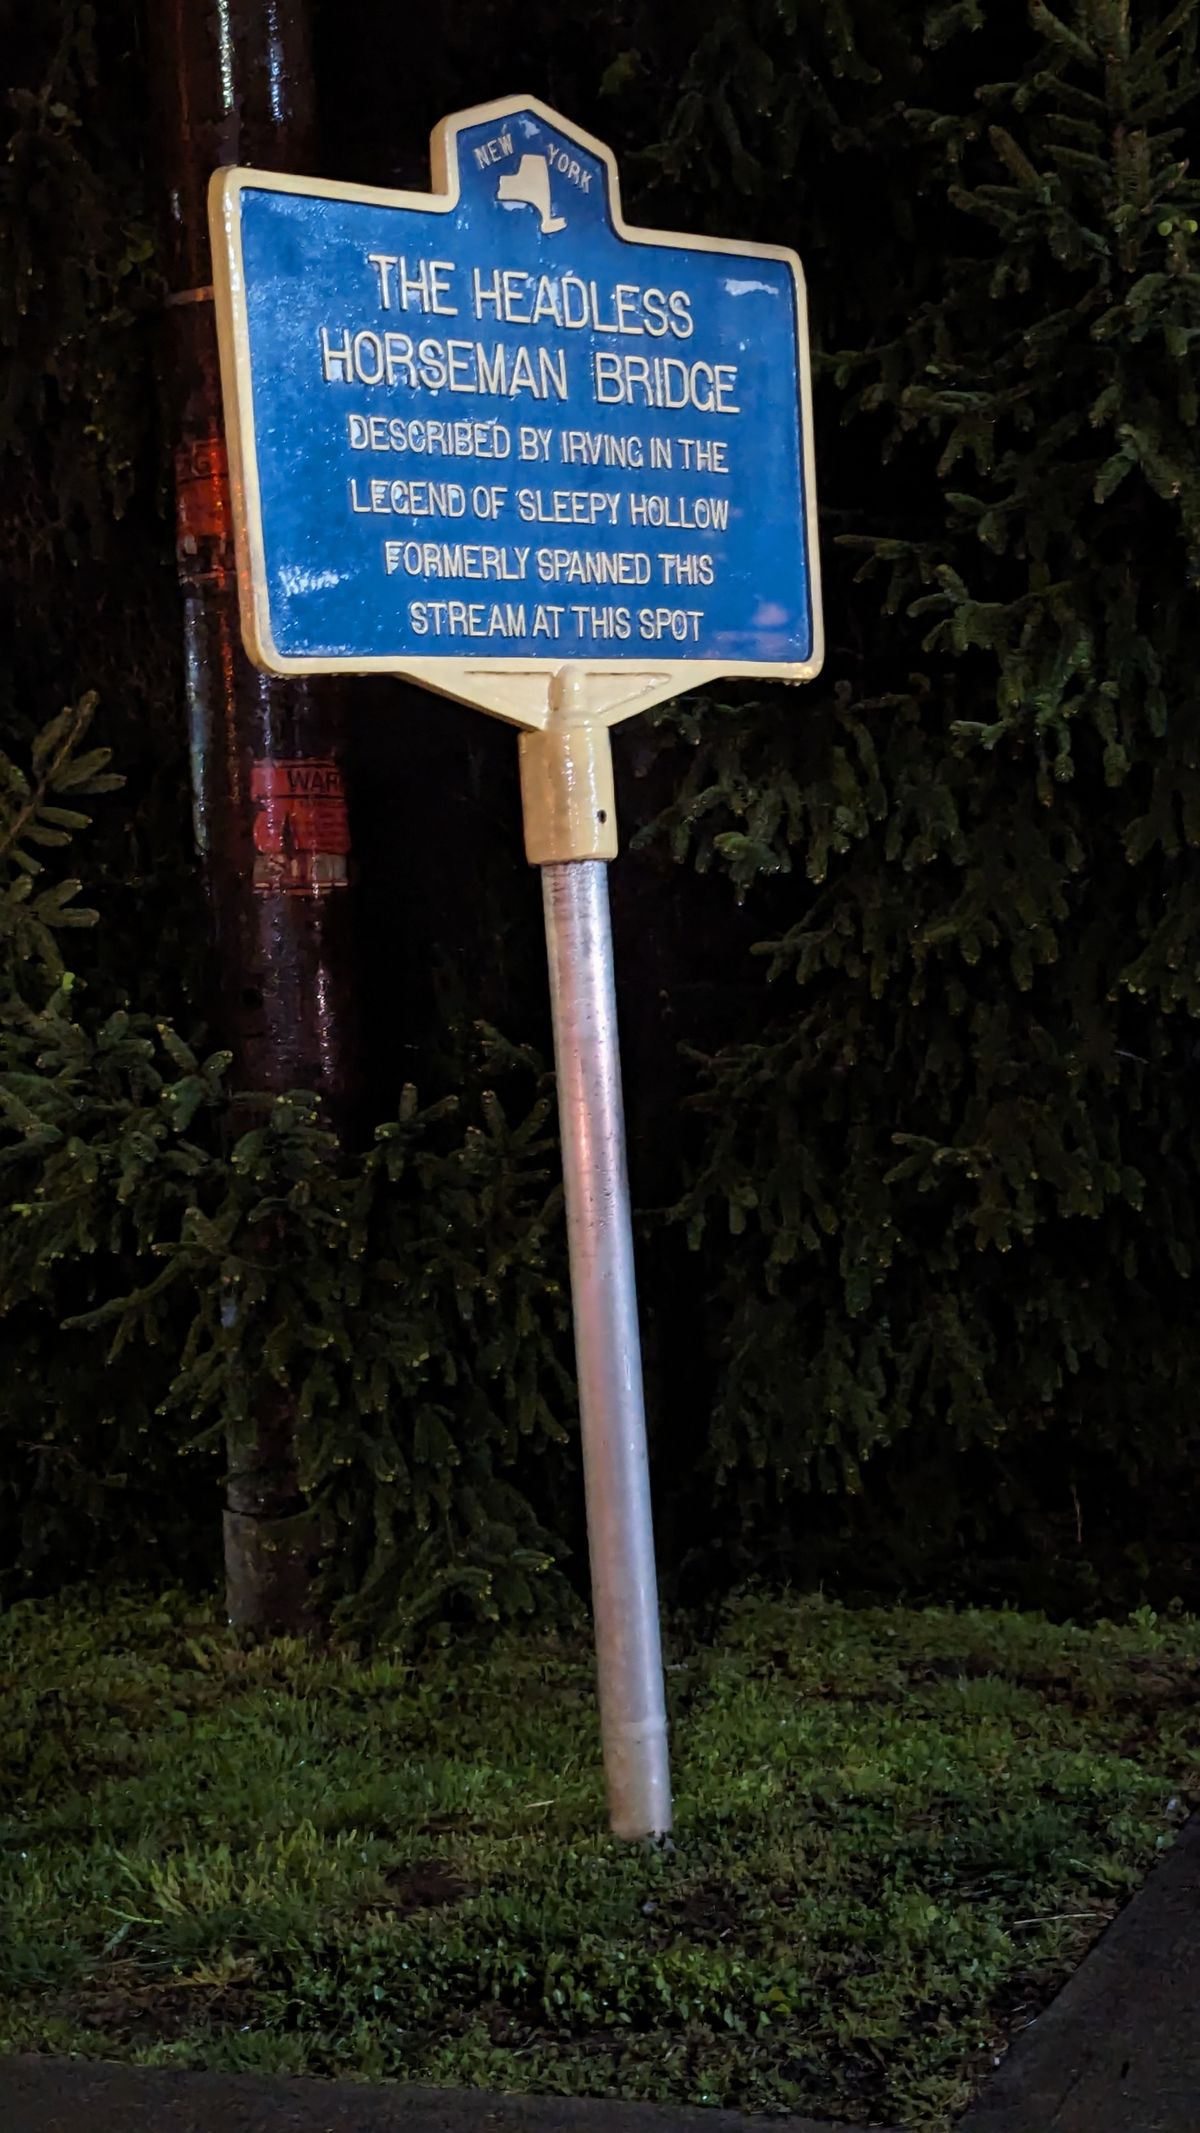 NEW YORK
THE HEADLESS
HORSEMAN BRIDGE
DESCRIBED BY IRVING IN THE
LEGEND OF SLEEPY HOLLOW
FORMERLY SPANNED THIS
STREAM AT THIS SPOT